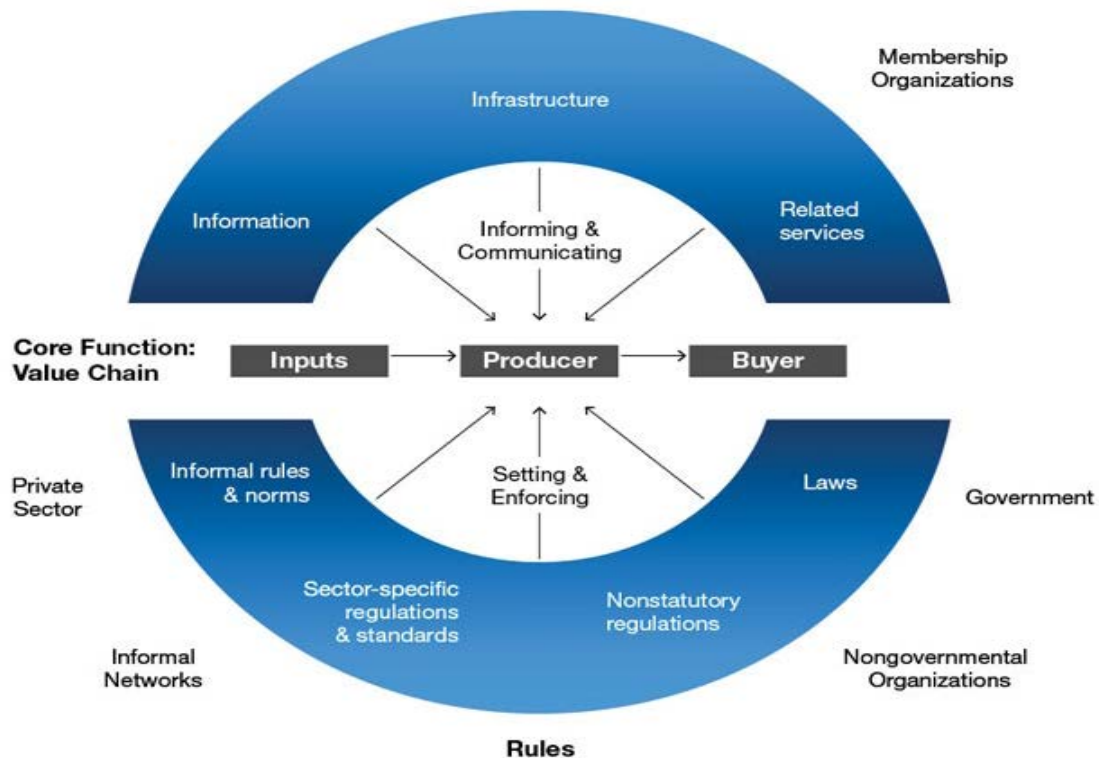 Membership
Organizations
Infrastructure
Information
Related
services
Informing &
Communicating
Core Function:
Value Chain
Inputs
Producer
Buyer
Private
Sector
Informal rules
& norms
Setting &
Enforcing
Laws
Government
Sector-specific
regulations
& standards
Nonstatutory
regulations
Informal
Networks
Nongovernmental
Organizations
Rules